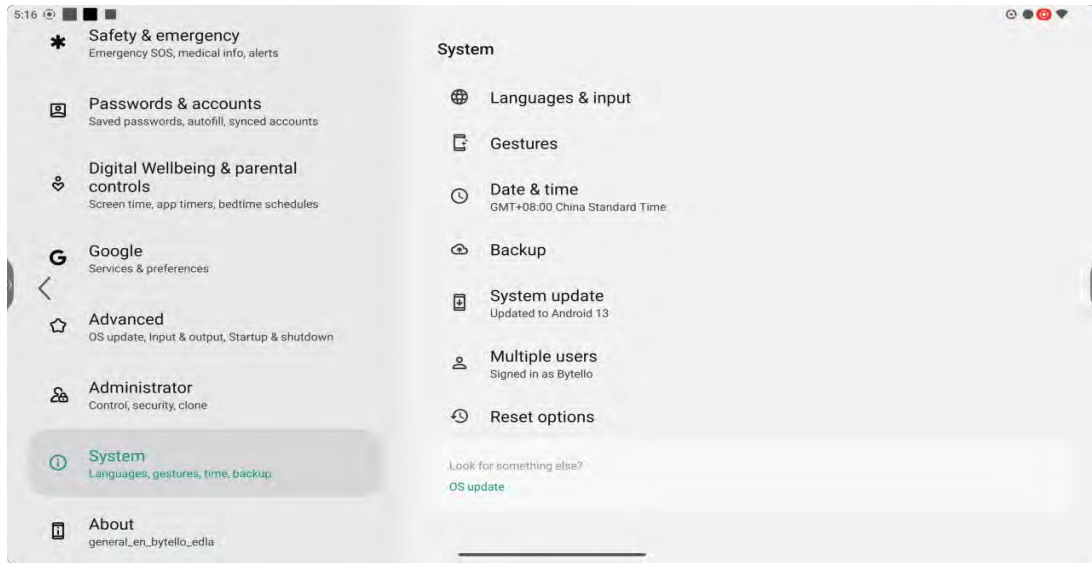 5:16
Safety & emergency
Emergency SOS, medical info, alerts
Passwords & accounts
Saved passwords, autofill, synced accounts
Digital Wellbeing & parental
controls
Screen time, app timers, bedtime schedules
Google
Services & preferences
Advanced
OS update, Input & output, Startup & shutdown
Administrator
Control, security, clone
System
Languages, gestures, time, backup
About
general_en_bytello_edla
System
Languages & input
Gestures
Date & time
GMT+08:00 China Standard Time
Backup
System update
Updated to Android 13
Multiple users
Signed in as Bytello
Reset options
Look for something else?
OS update